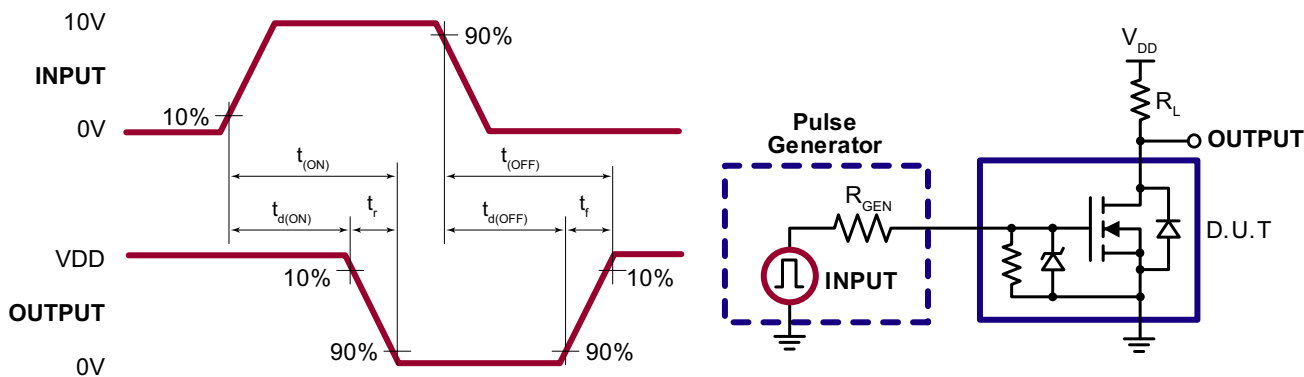 10V
INPUT
0V
10%
90%
t(ON)
t(OFF)
td(ON)
tr
td(OFF)
tf
VDD
OUTPUT
0V
10%
90%
90%
10%
Pulse
Generator
RGEN
INPUT
VDD
RL
OUTPUT
D.U.T